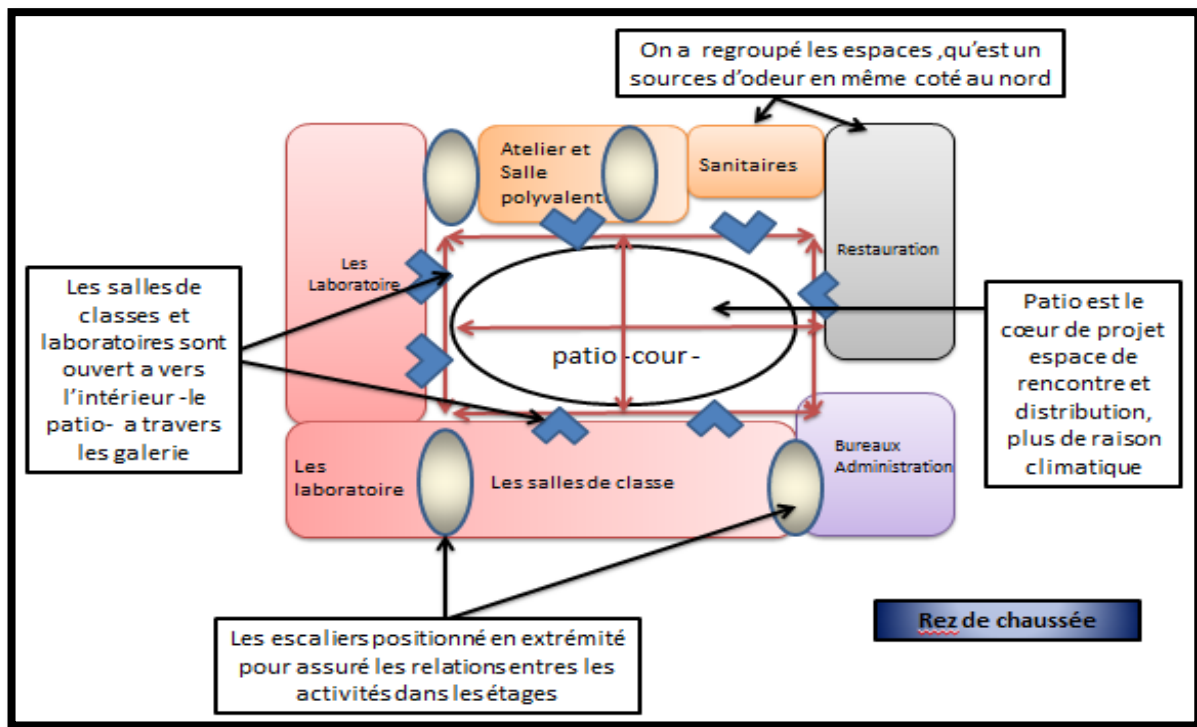 On a regroupé les espaces ,qu'est un
sources d'odeur en même coté au nord
Atelier et
Salle
polyvalent
Sanitaires
Restauration
Les
Laboratoire
Les salles de
classes et
laboratoires sont
ouvert a vers
l'intérieur -le
patio- a travers
les galerie
patio -cour -
Patio est le
cœur de projet
espace de
rencontre et
distribution,
plus de raison
climatique
Les
laboratoire
Les salles de classe
Bureaux
Administration
Rez de chaussée
Les escaliers positionné en extrémité
pour assuré les relations entres les
activités dans les étages